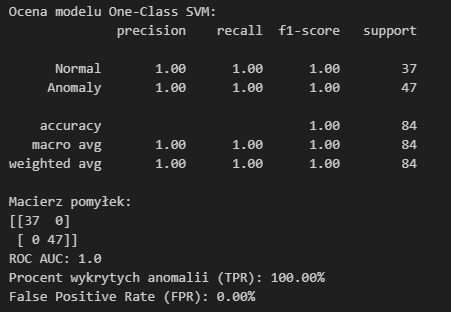 Ocena modelu One-Class SVM:
precision recall f1-score support
Normal 1.00 1.00 1.00 37
Anomaly 1.00 1.00 1.00 47
accuracy 1.00 84
macro avg 1.00 1.00 1.00 84
weighted avg 1.00 1.00 1.00 84
Macierz pomyłek:
[[37 0]
[ 0 47]]
ROC AUC: 1.0
Procent wykrytych anomalii (TPR): 100.00%
False Positive Rate (FPR): 0.00%